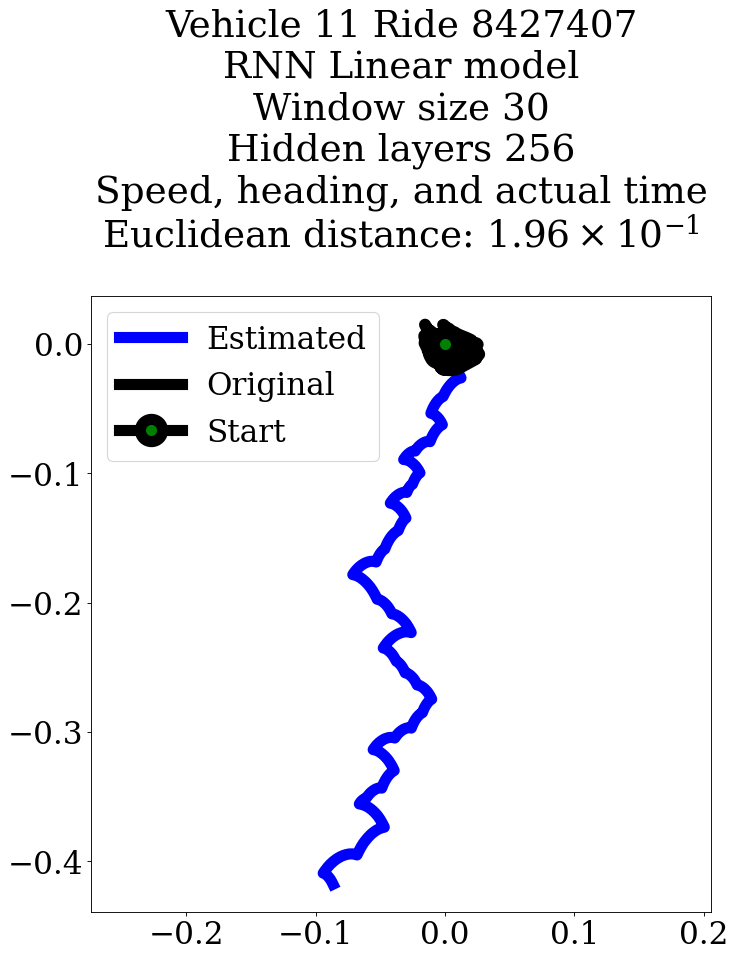 Vehicle 11 Ride 8427407
RNN Linear model
Window size 30
Hidden layers 256
Speed, heading, and actual time
Euclidean distance: 1.96 × 10⁻¹
Estimated
Original
Start
0.0
−0.1
−0.2
−0.3
−0.4
−0.2
−0.1
0.0
0.1
0.2